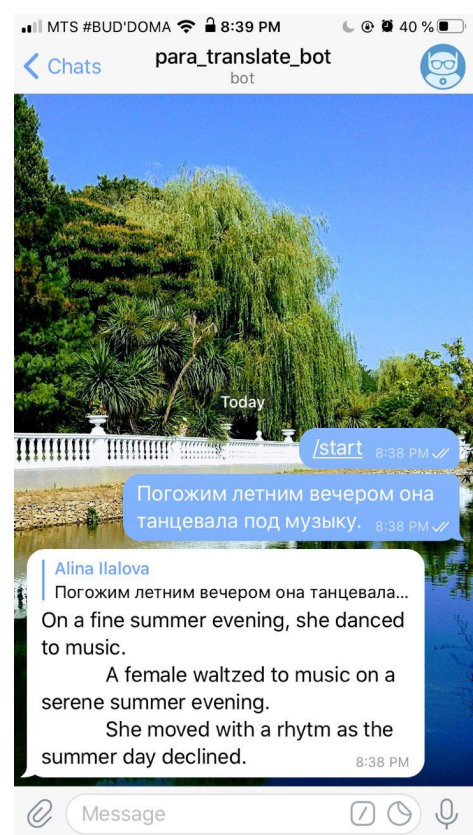 MTS #BUD'DOMA 8:39 PM 40 %
Chats para_translate_bot
bot
Today
/start 8:38 PM
Погожим летним вечером она
танцевала под музыку. 8:38 PM
Alina Ilalova
Погожим летним вечером она танцевала...
On a fine summer evening, she danced
to music.
A female waltzed to music on a
serene summer evening.
She moved with a rhytm as the
summer day declined. 8:38 PM
Message